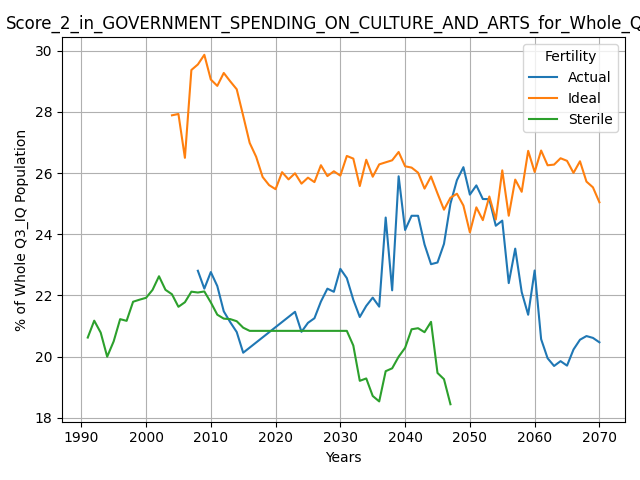 Score_2_in_GOVERNMENT_SPENDING_ON_CULTURE_AND_ARTS_for_Whole_Q
Fertility
Actual
Ideal
Sterile
30
28
26
24
22
20
18
% of Whole Q3_IQ Population
1990 2000 2010 2020 2030 2040 2050 2060 2070
Years